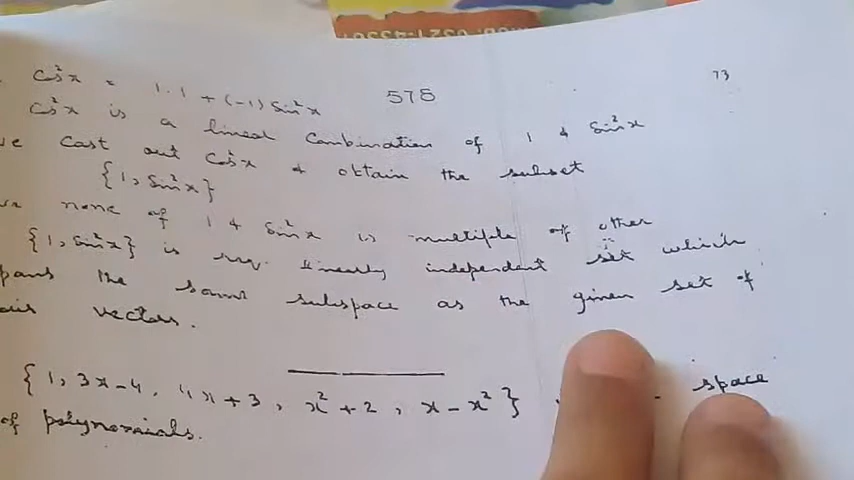 cos²x = 1.1 + (-1) sin²x 578 73
cos²x is a linear combination of 1 & sin²x
cast out cos²x & obtain the subset
{1, sin²x}
none of 1 & sin²x is multiple of other
{1, sin²x} is req. linearly independent set which
spans the same subspace as the given set of
vectors.
{1, 3x-4, 4x+3, x²+2, x-x²} space
of polynomials.